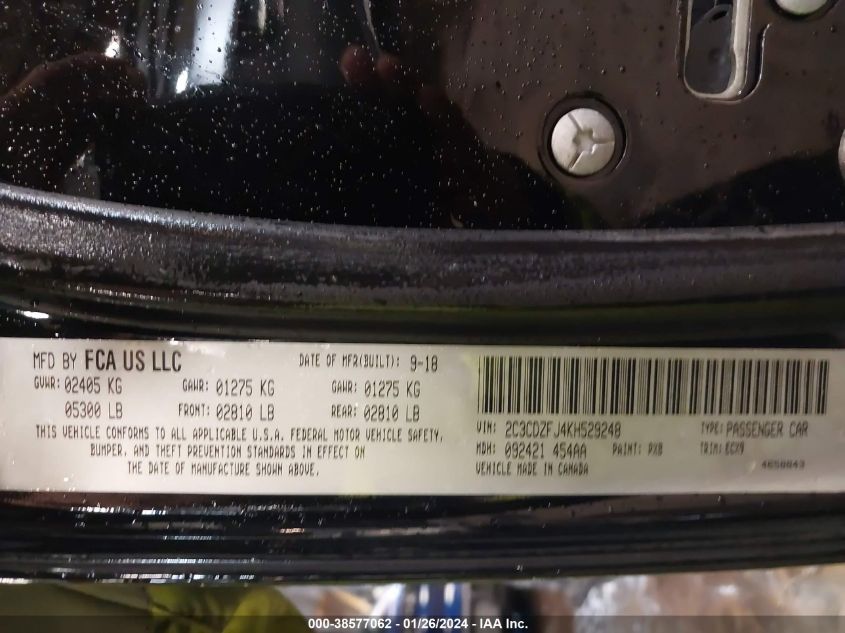 MFD BY FCA US LLC DATE OF MFR(BUILT): 9-18
GVWR: 02405 KG GAWR: 01275 KG GAWR: 01275 KG
05300 LB FRONT: 02810 LB REAR: 02810 LB
THIS VEHICLE CONFORMS TO ALL APPLICABLE U.S.A. FEDERAL MOTOR VEHICLE SAFETY,
BUMPER, AND THEFT PREVENTION STANDARDS IN EFFECT ON
THE DATE OF MANUFACTURE SHOWN ABOVE.
VIN: 2C3CDZFJ4KH529248 TYPE: PASSENGER CAR
MDH: 092421 454AA PAINT: PX8 TRIM: ECX9
VEHICLE MADE IN CANADA 4650043
000-38577062 - 01/26/2024 - IAA Inc.